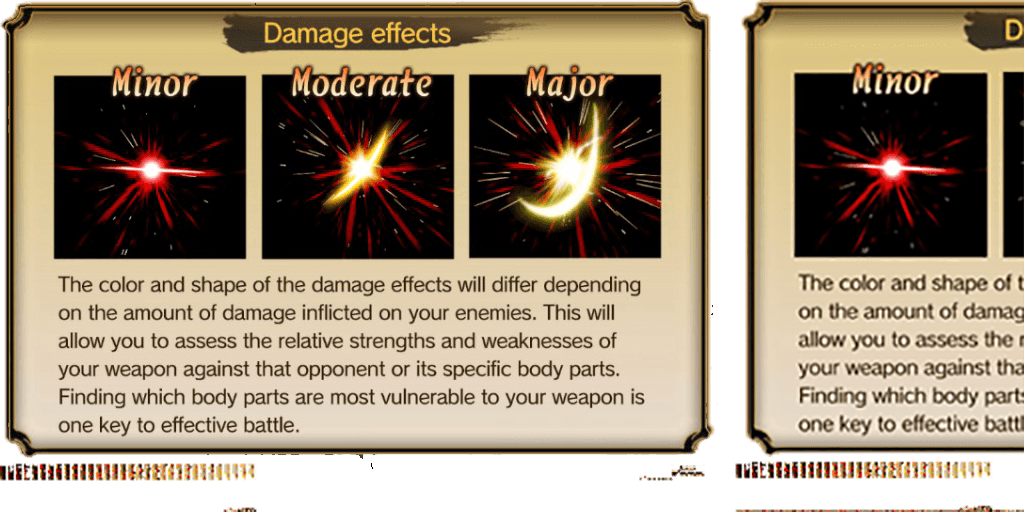 Damage effects
Minor Moderate Major
The color and shape of the damage effects will differ depending
on the amount of damage inflicted on your enemies. This will
allow you to assess the relative strengths and weaknesses of
your weapon against that opponent or its specific body parts.
Finding which body parts are most vulnerable to your weapon is
one key to effective battle.
D
Minor
The color and shape of t
on the amount of damag
allow you to assess the r
your weapon against tha
Finding which body parts
one key to effective battl